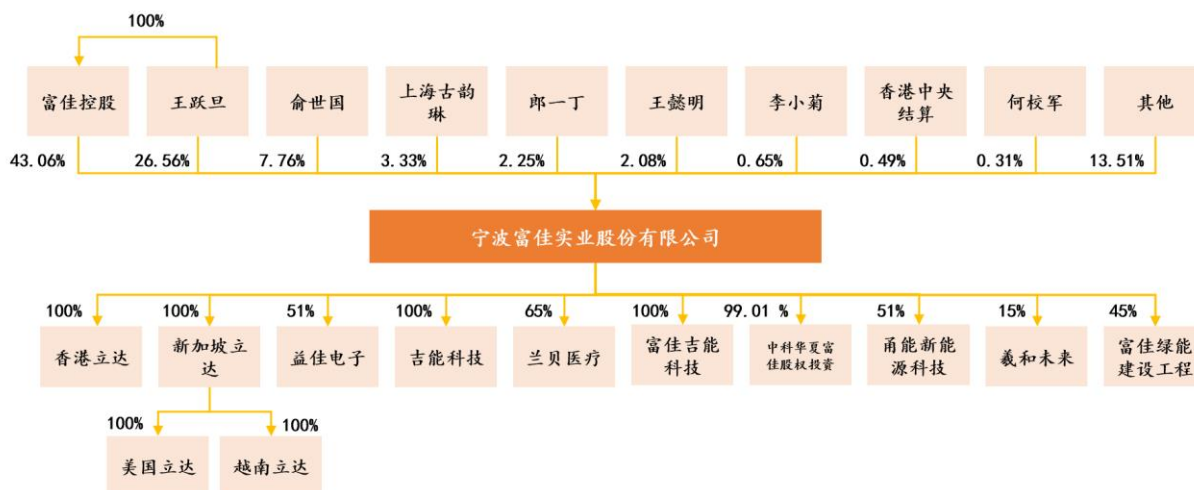 100%
富佳控股
王跃旦
俞世国
上海古韵
琳
郎一丁
王懿明
李小菊
香港中央
结算
何校军
其他
43.06%
26.56%
7.76%
3.33%
2.25%
2.08%
0.65%
0.49%
0.31%
13.51%
宁波富佳实业股份有限公司
100%
100%
51%
100%
65%
100%
99.01 %
51%
15%
45%
香港立达
新加坡立
达
益佳电子
吉能科技
兰贝医疗
富佳吉能
科技
中科华夏富
佳股权投资
甬能新能
源科技
羲和未来
富佳绿能
建设工程
100%
100%
美国立达
越南立达